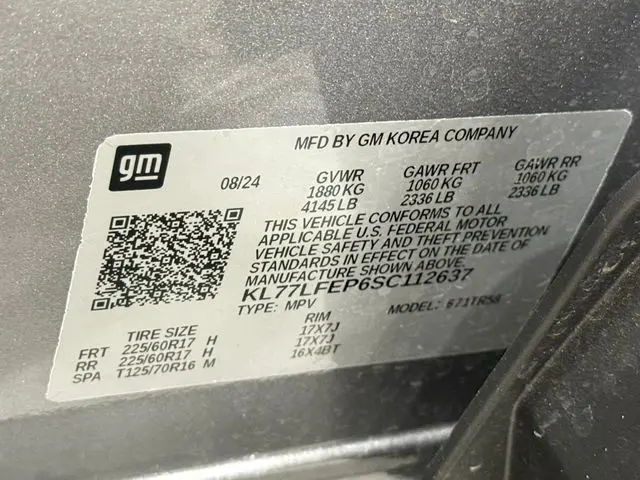 gm
MFD BY GM KOREA COMPANY
08/24
GVWR GAWR FRT GAWR RR
1880 KG 1060 KG 1060 KG
4145 LB 2336 LB 2336 LB
THIS VEHICLE CONFORMS TO ALL
APPLICABLE U.S. FEDERAL MOTOR
VEHICLE SAFETY AND THEFT PREVENTION
STANDARDS IN EFFECT ON THE DATE OF
MANUFACTURE SHOWN ABOVE.
KL77LFEP6SC112637
TYPE: MPV MODEL:
TIRE SIZE RIM
FRT 225/60R17 H 17X7J
RR 225/60R17 H 17X7J
SPA T125/70R16 M 16X4BT